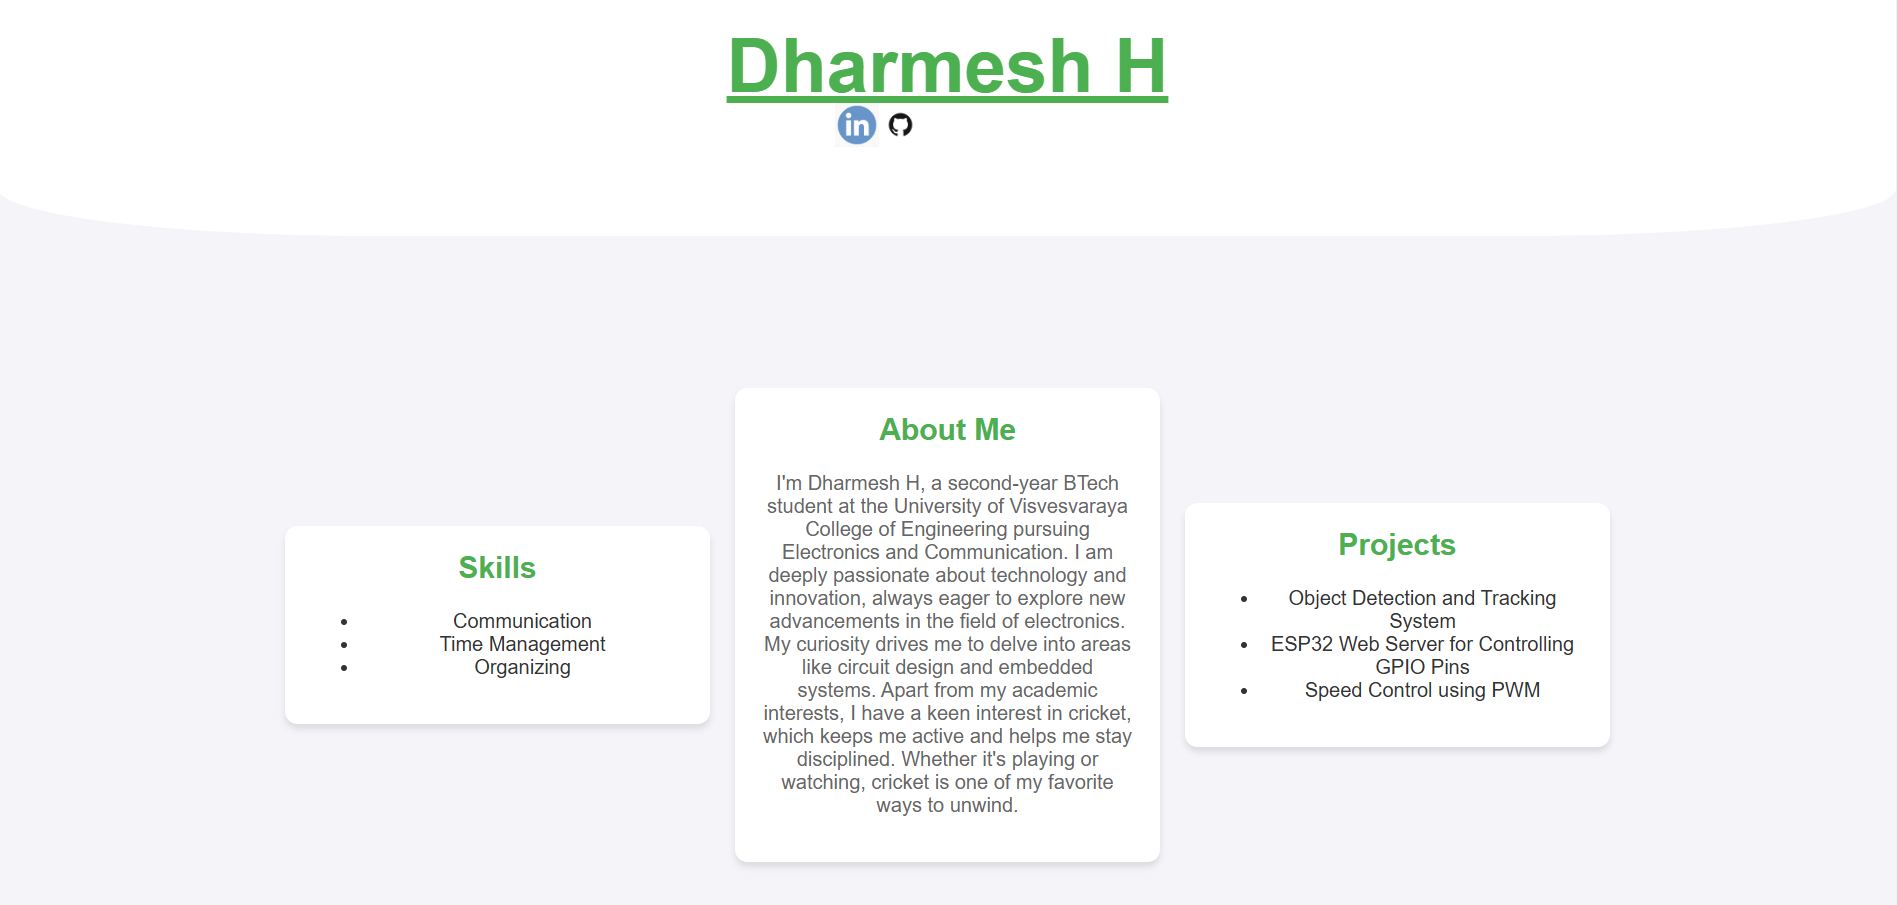 Dharmesh H
in
Skills
• Communication
• Time Management
• Organizing
About Me
I'm Dharmesh H, a second-year BTech
student at the University of Visvesvaraya
College of Engineering pursuing
Electronics and Communication. I am
deeply passionate about technology and
innovation, always eager to explore new
advancements in the field of electronics.
My curiosity drives me to delve into areas
like circuit design and embedded
systems. Apart from my academic
interests, I have a keen interest in cricket,
which keeps me active and helps me stay
disciplined. Whether it's playing or
watching, cricket is one of my favorite
ways to unwind.
Projects
• Object Detection and Tracking
System
• ESP32 Web Server for Controlling
GPIO Pins
• Speed Control using PWM